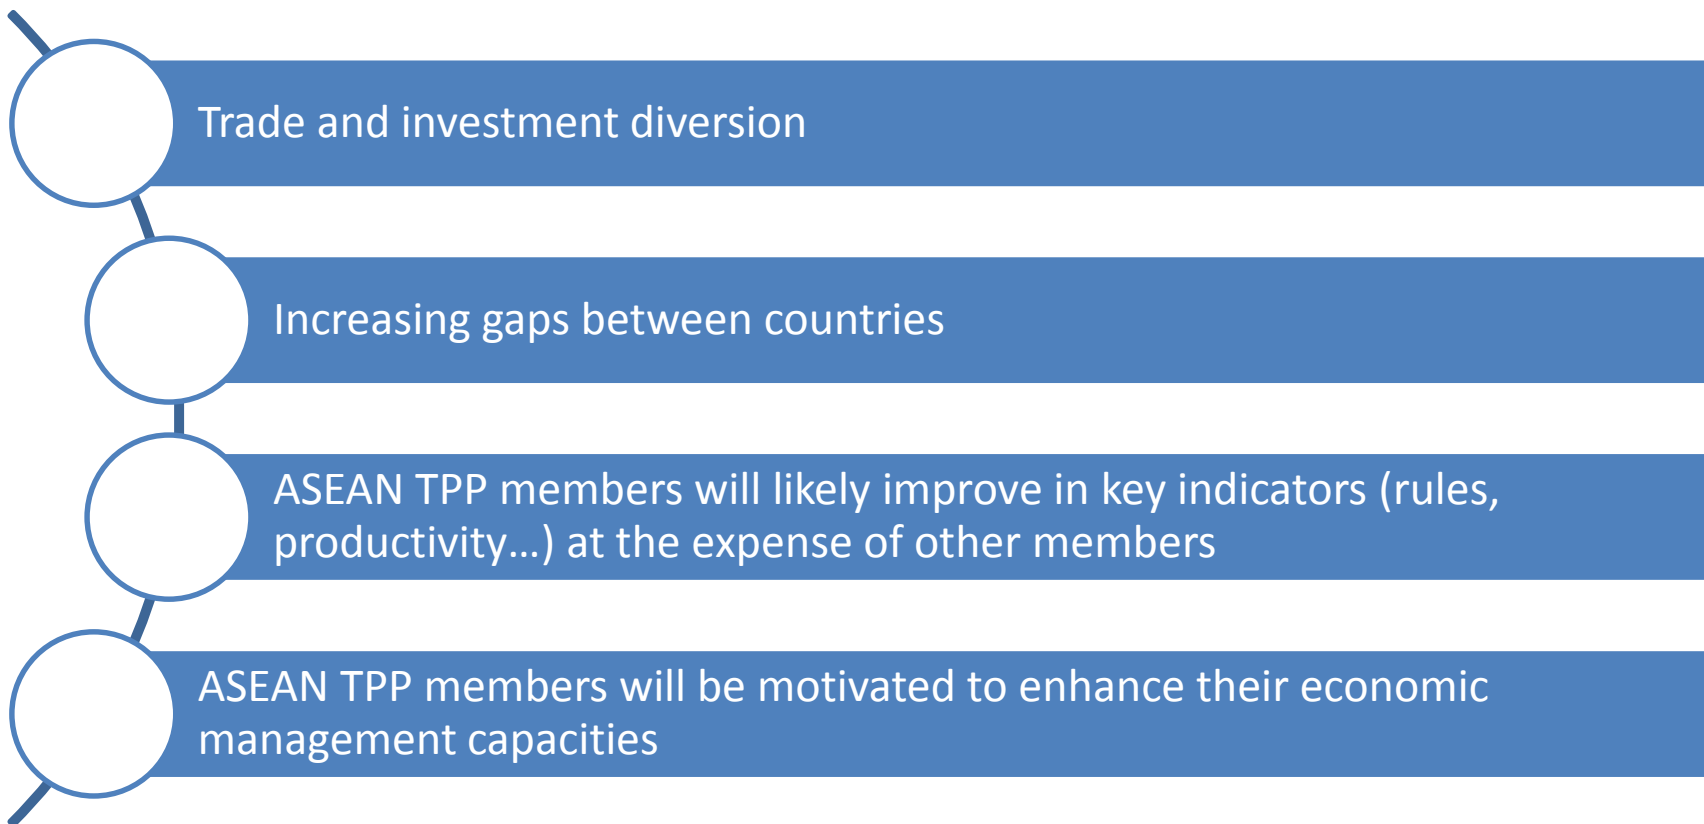 Trade and investment diversion
Increasing gaps between countries
ASEAN TPP members will likely improve in key indicators (rules,
productivity…) at the expense of other members
ASEAN TPP members will be motivated to enhance their economic
management capacities